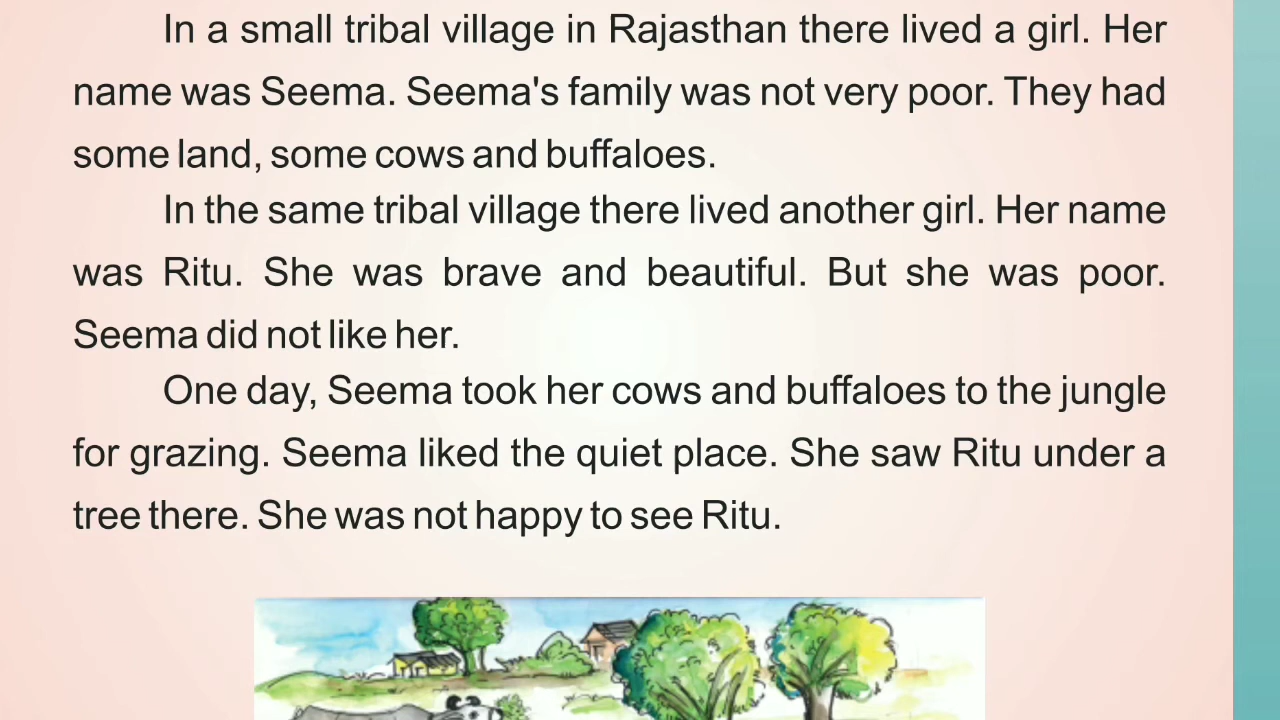 In a small tribal village in Rajasthan there lived a girl. Her
name was Seema. Seema's family was not very poor. They had
some land, some cows and buffaloes.
In the same tribal village there lived another girl. Her name
was Ritu. She was brave and beautiful. But she was poor.
Seema did not like her.
One day, Seema took her cows and buffaloes to the jungle
for grazing. Seema liked the quiet place. She saw Ritu under a
tree there. She was not happy to see Ritu.